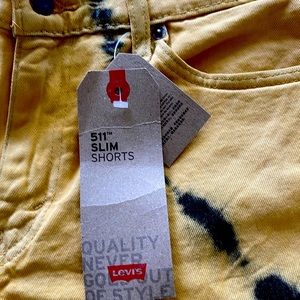 511™
SLIM
SHORTS
QUALITY
NEVER
GOES OUT
OF STYLE
Levi's